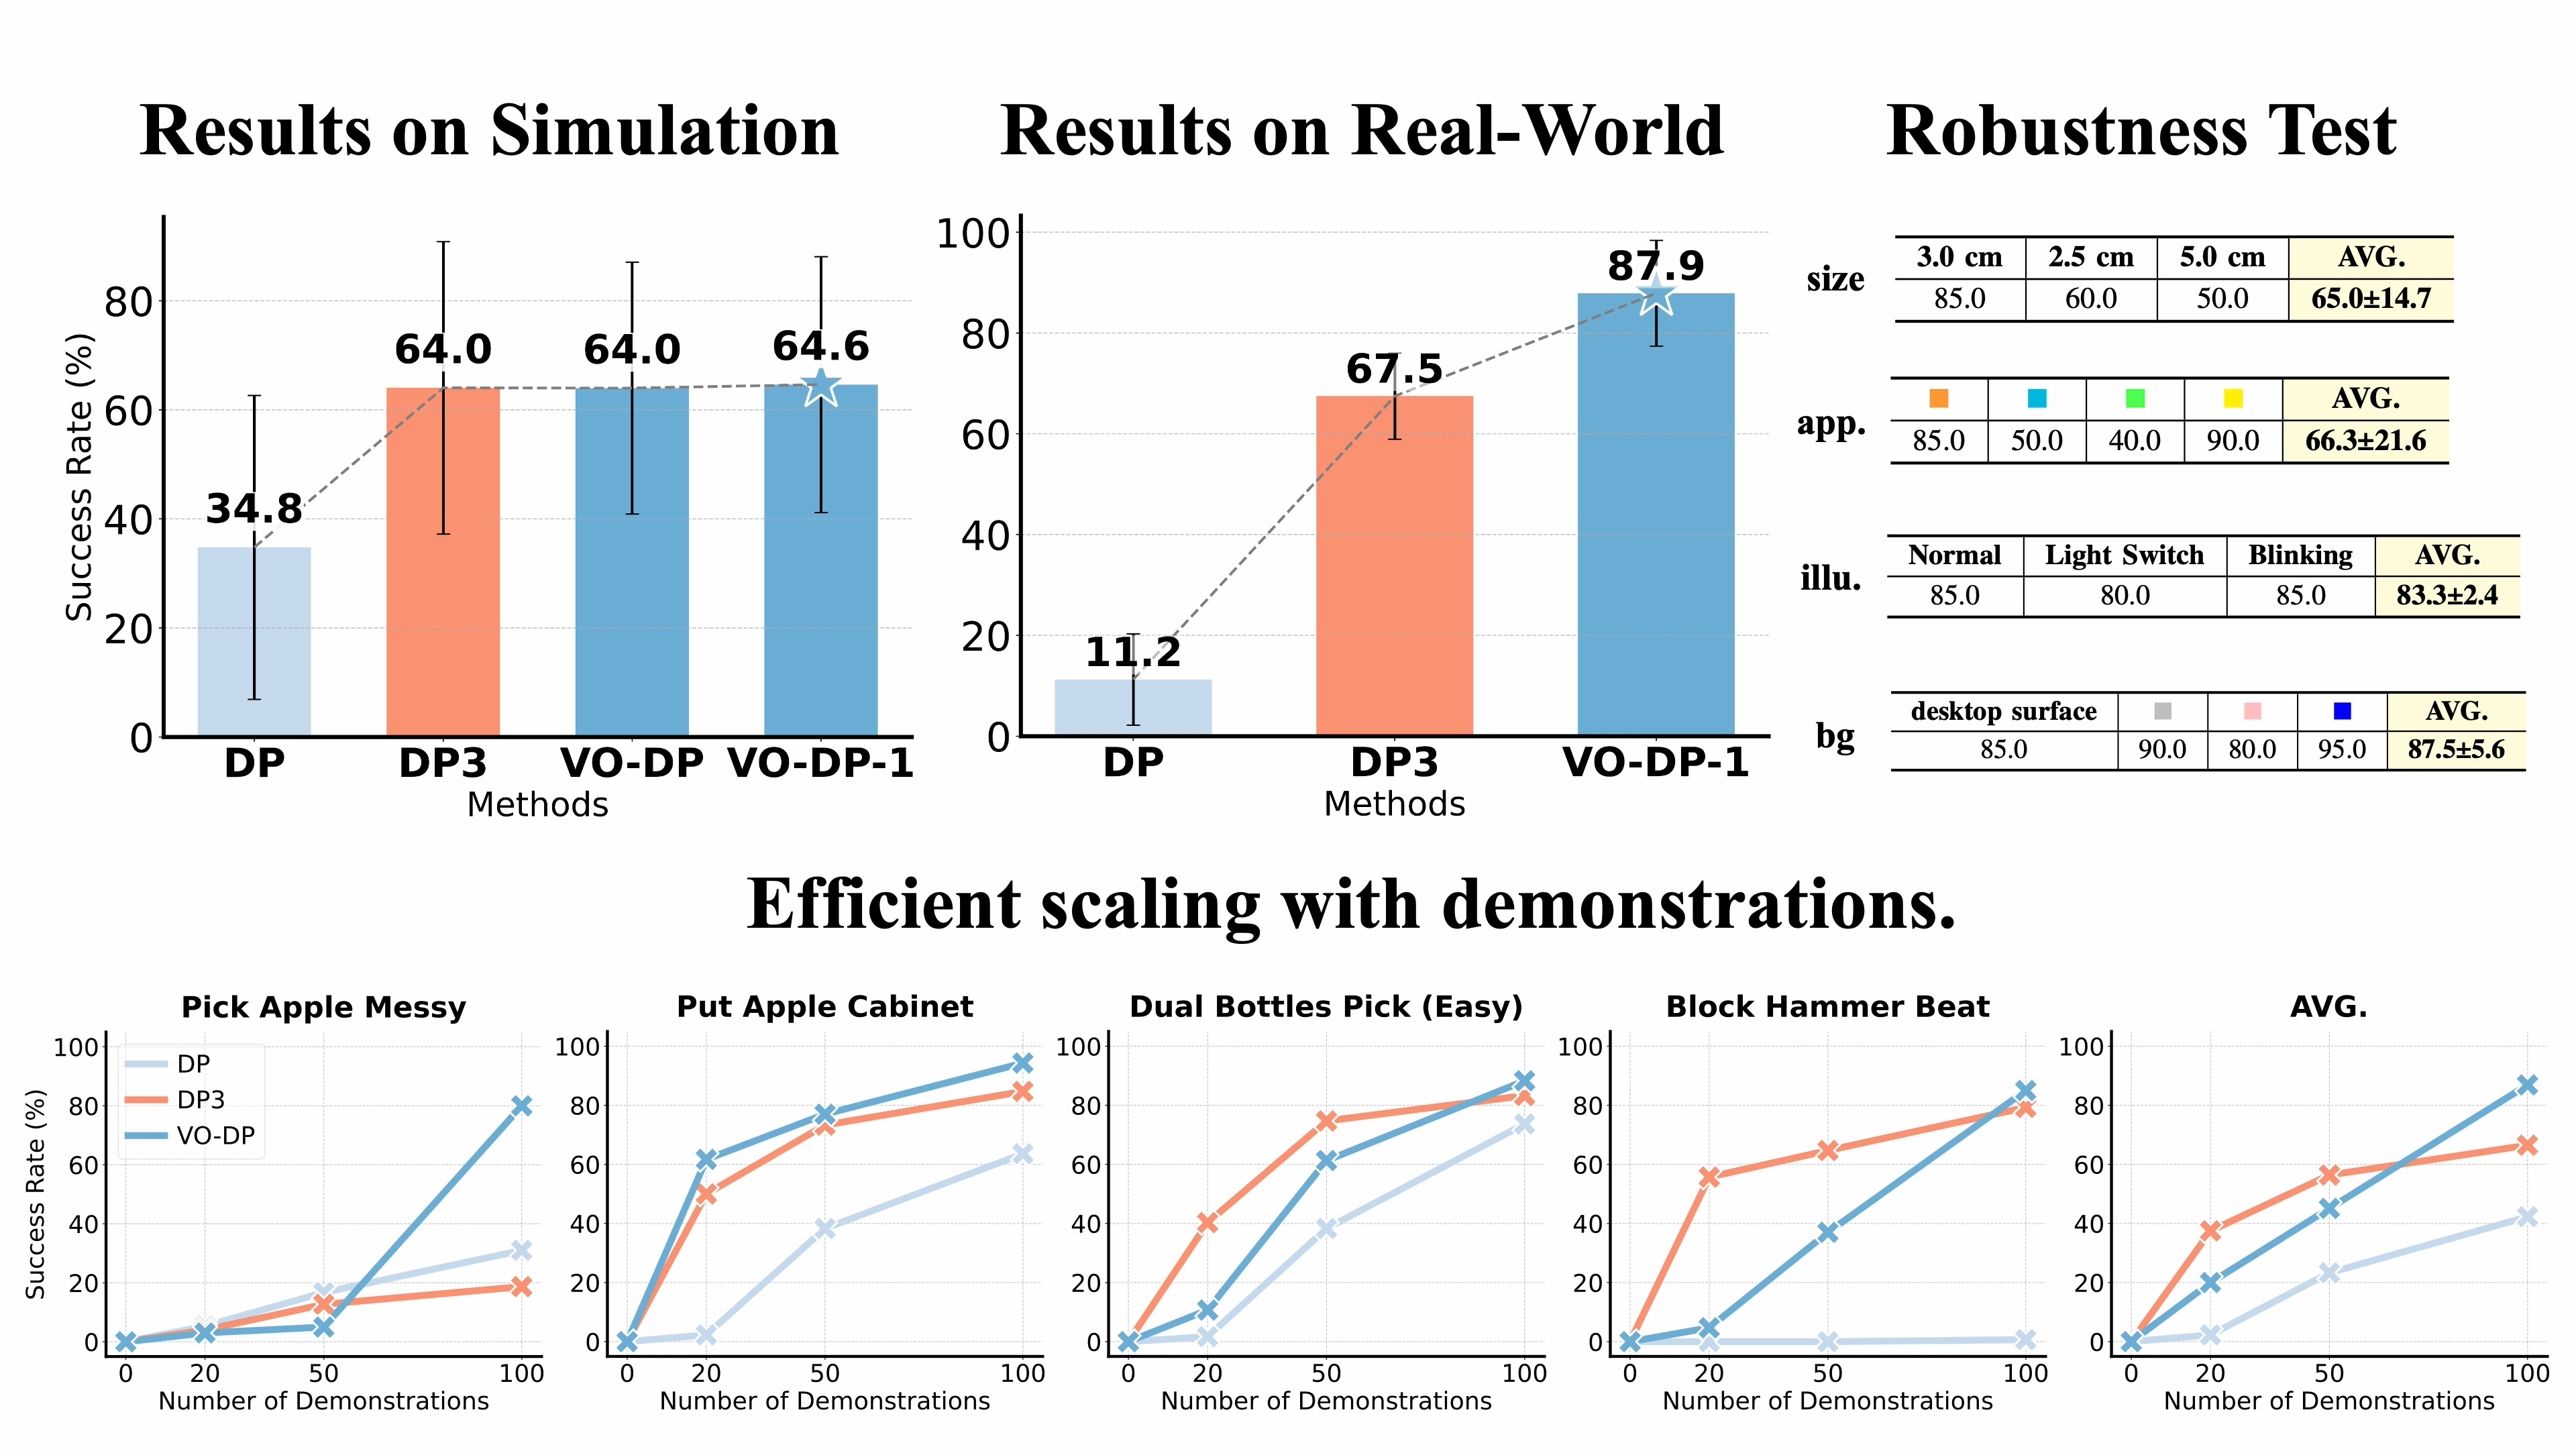 Results on Simulation
Results on Real-World
Robustness Test
Success Rate (%)
80
60
40
20
0
34.8
64.0
64.0
64.6
DP
DP3
VO-DP
VO-DP-1
Methods
100
80
60
40
20
0
11.2
67.5
87.9
DP
DP3
VO-DP-1
Methods
size
3.0 cm 2.5 cm 5.0 cm AVG.
85.0 60.0 50.0 65.0±14.7
app.
AVG.
85.0 50.0 40.0 90.0 66.3±21.6
illu.
Normal Light Switch Blinking AVG.
85.0 80.0 85.0 83.3±2.4
bg
desktop surface AVG.
85.0 90.0 80.0 95.0 87.5±5.6
Efficient scaling with demonstrations.
Pick Apple Messy
Success Rate (%)
100
80
60
40
20
0
DP
DP3
VO-DP
0 20 50 100
Number of Demonstrations
Put Apple Cabinet
100
80
60
40
20
0
0 20 50 100
Number of Demonstrations
Dual Bottles Pick (Easy)
100
80
60
40
20
0
0 20 50 100
Number of Demonstrations
Block Hammer Beat
100
80
60
40
20
0
0 20 50 100
Number of Demonstrations
AVG.
100
80
60
40
20
0
0 20 50 100
Number of Demonstrations